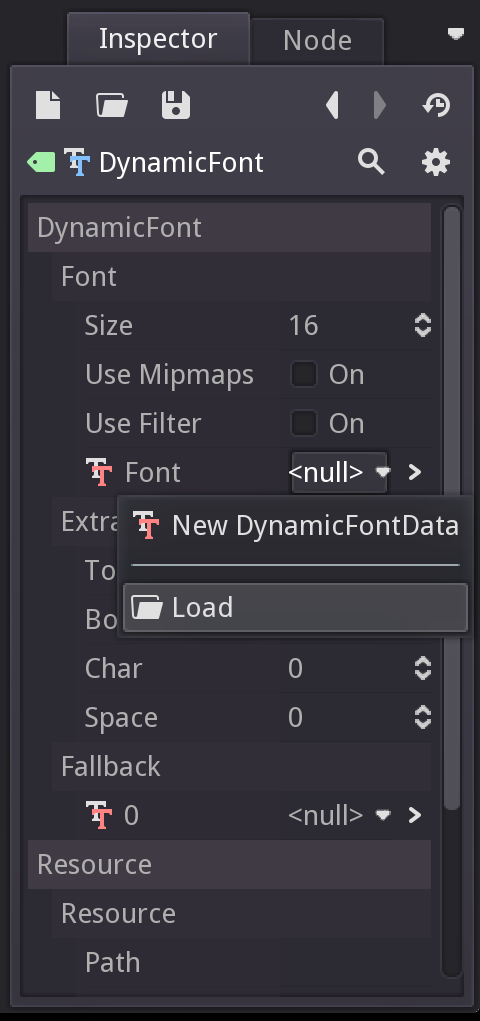 Inspector Node
DynamicFont
DynamicFont
Font
Size 16
Use Mipmaps On
Use Filter On
Font <null>
Extra
New DynamicFontData
To
Load
Bo
Char 0
Space 0
Fallback
0 <null>
Resource
Resource
Path